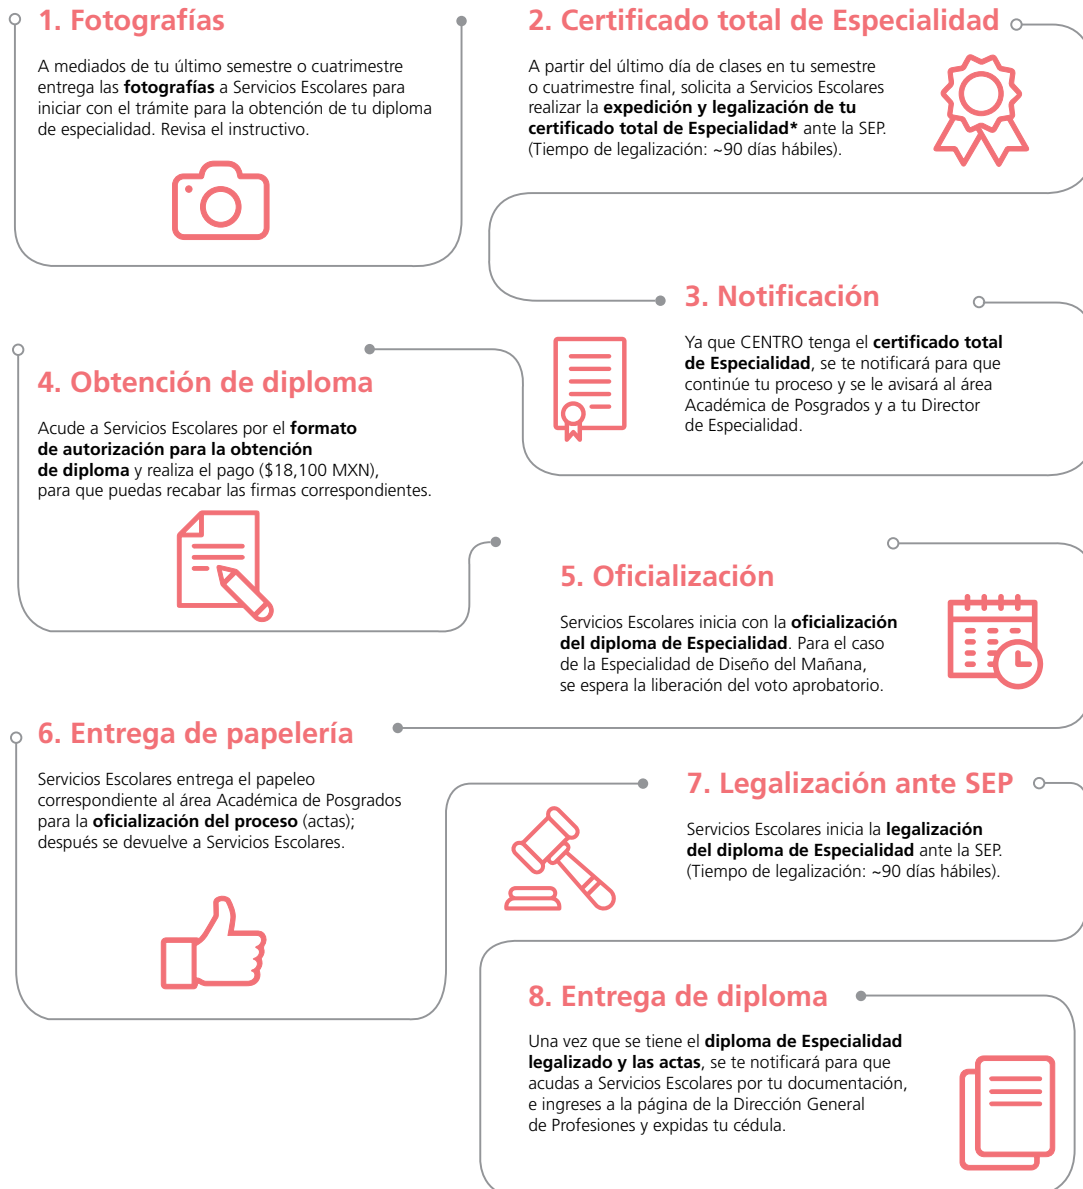 1. Fotografías
A mediados de tu último semestre o cuatrimestre
entrega las fotografías a Servicios Escolares para
iniciar con el trámite para la obtención de tu diploma
de especialidad. Revisa el instructivo.
2. Certificado total de Especialidad
A partir del último día de clases en tu semestre
o cuatrimestre final, solicita a Servicios Escolares
realizar la expedición y legalización de tu
certificado total de Especialidad* ante la SEP.
(Tiempo de legalización: ~90 días hábiles).
3. Notificación
Ya que CENTRO tenga el certificado total
de Especialidad, se te notificará para que
continúe tu proceso y se le avisará al área
Académica de Posgrados y a tu Director
de Especialidad.
4. Obtención de diploma
Acude a Servicios Escolares por el formato
de autorización para la obtención
de diploma y realiza el pago ($18,100 MXN),
para que puedas recabar las firmas correspondientes.
5. Oficialización
Servicios Escolares inicia con la oficialización
del diploma de Especialidad. Para el caso
de la Especialidad de Diseño del Mañana,
se espera la liberación del voto aprobatorio.
6. Entrega de papelería
Servicios Escolares entrega el papeleo
correspondiente al área Académica de Posgrados
para la oficialización del proceso (actas);
después se devuelve a Servicios Escolares.
7. Legalización ante SEP
Servicios Escolares inicia la legalización
del diploma de Especialidad ante la SEP.
(Tiempo de legalización: ~90 días hábiles).
8. Entrega de diploma
Una vez que se tiene el diploma de Especialidad
legalizado y las actas, se te notificará para que
acudas a Servicios Escolares por tu documentación,
e ingreses a la página de la Dirección General
de Profesiones y expidas tu cédula.